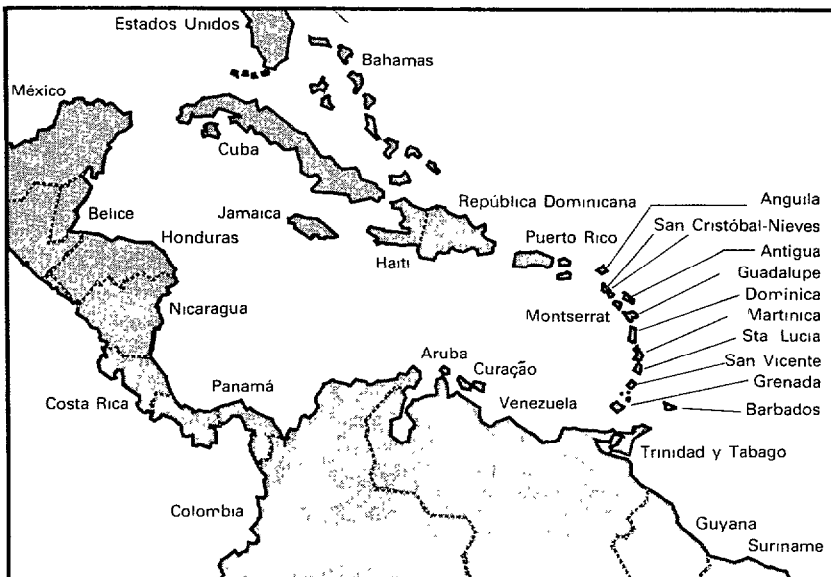 Estados Unidos
Bahamas
México
Cuba
República Dominicana
Anguila
San Cristóbal-Nieves
Belice
Jamaica
Puerto Rico
Antigua
Honduras
Haití
Guadalupe
Dominica
Nicaragua
Montserrat
Martinica
Sta Lucia
Aruba
Curação
San Vicente
Costa Rica
Panamá
Venezuela
Grenada
Barbados
Trinidad y Tabago
Colombia
Guyana
Suriname